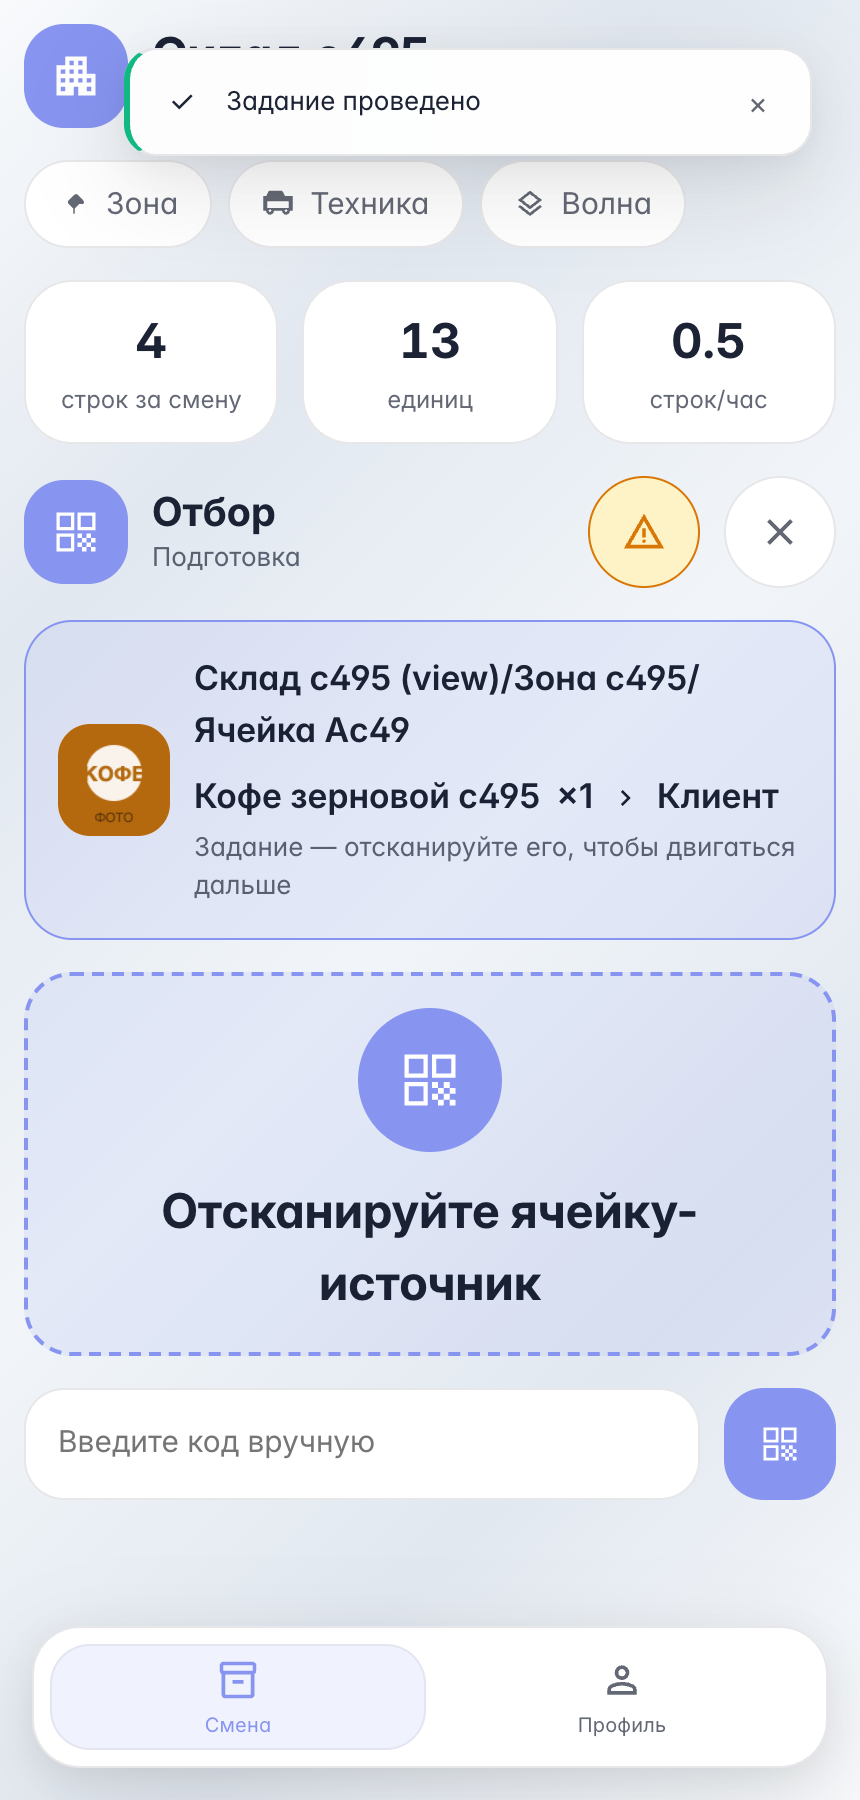 Задание проведено
Зона
Техника
Волна
4
строк за смену
13
единиц
0.5
строк/час
Отбор
Подготовка
Склад с495 (view)/Зона с495/
Ячейка Ас49
КОФЕ
ФОТО
Кофе зерновой с495 ×1 › Клиент
Задание — отсканируйте его, чтобы двигаться
дальше
Отсканируйте ячейку-
источник
Введите код вручную
Смена
Профиль